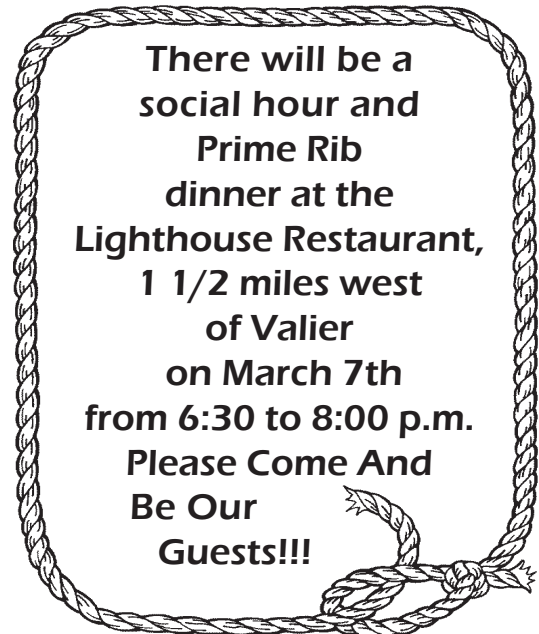 There will be a
social hour and
Prime Rib
dinner at the
Lighthouse Restaurant,
1 1/2 miles west
of Valier
on March 7th
from 6:30 to 8:00 p.m.
Please Come And
Be Our
Guests!!!